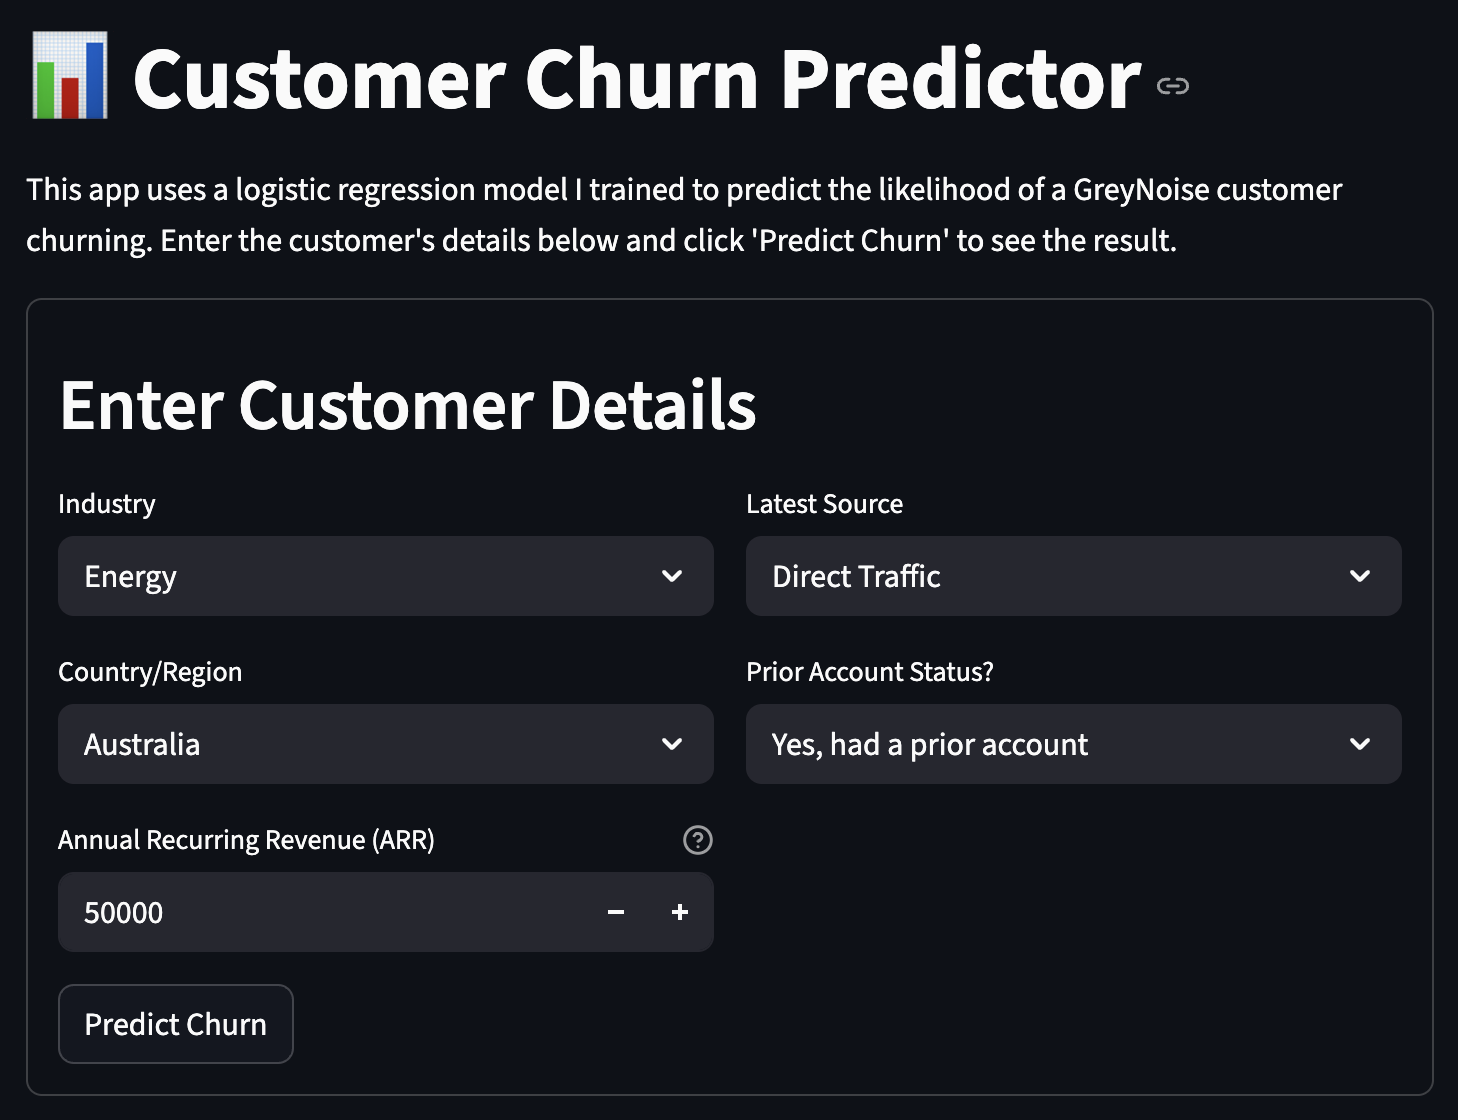 Customer Churn Predictor
This app uses a logistic regression model I trained to predict the likelihood of a GreyNoise customer
churning. Enter the customer's details below and click 'Predict Churn' to see the result.
Enter Customer Details
Industry
Energy
Latest Source
Direct Traffic
Country/Region
Australia
Prior Account Status?
Yes, had a prior account
Annual Recurring Revenue (ARR)
50000
Predict Churn